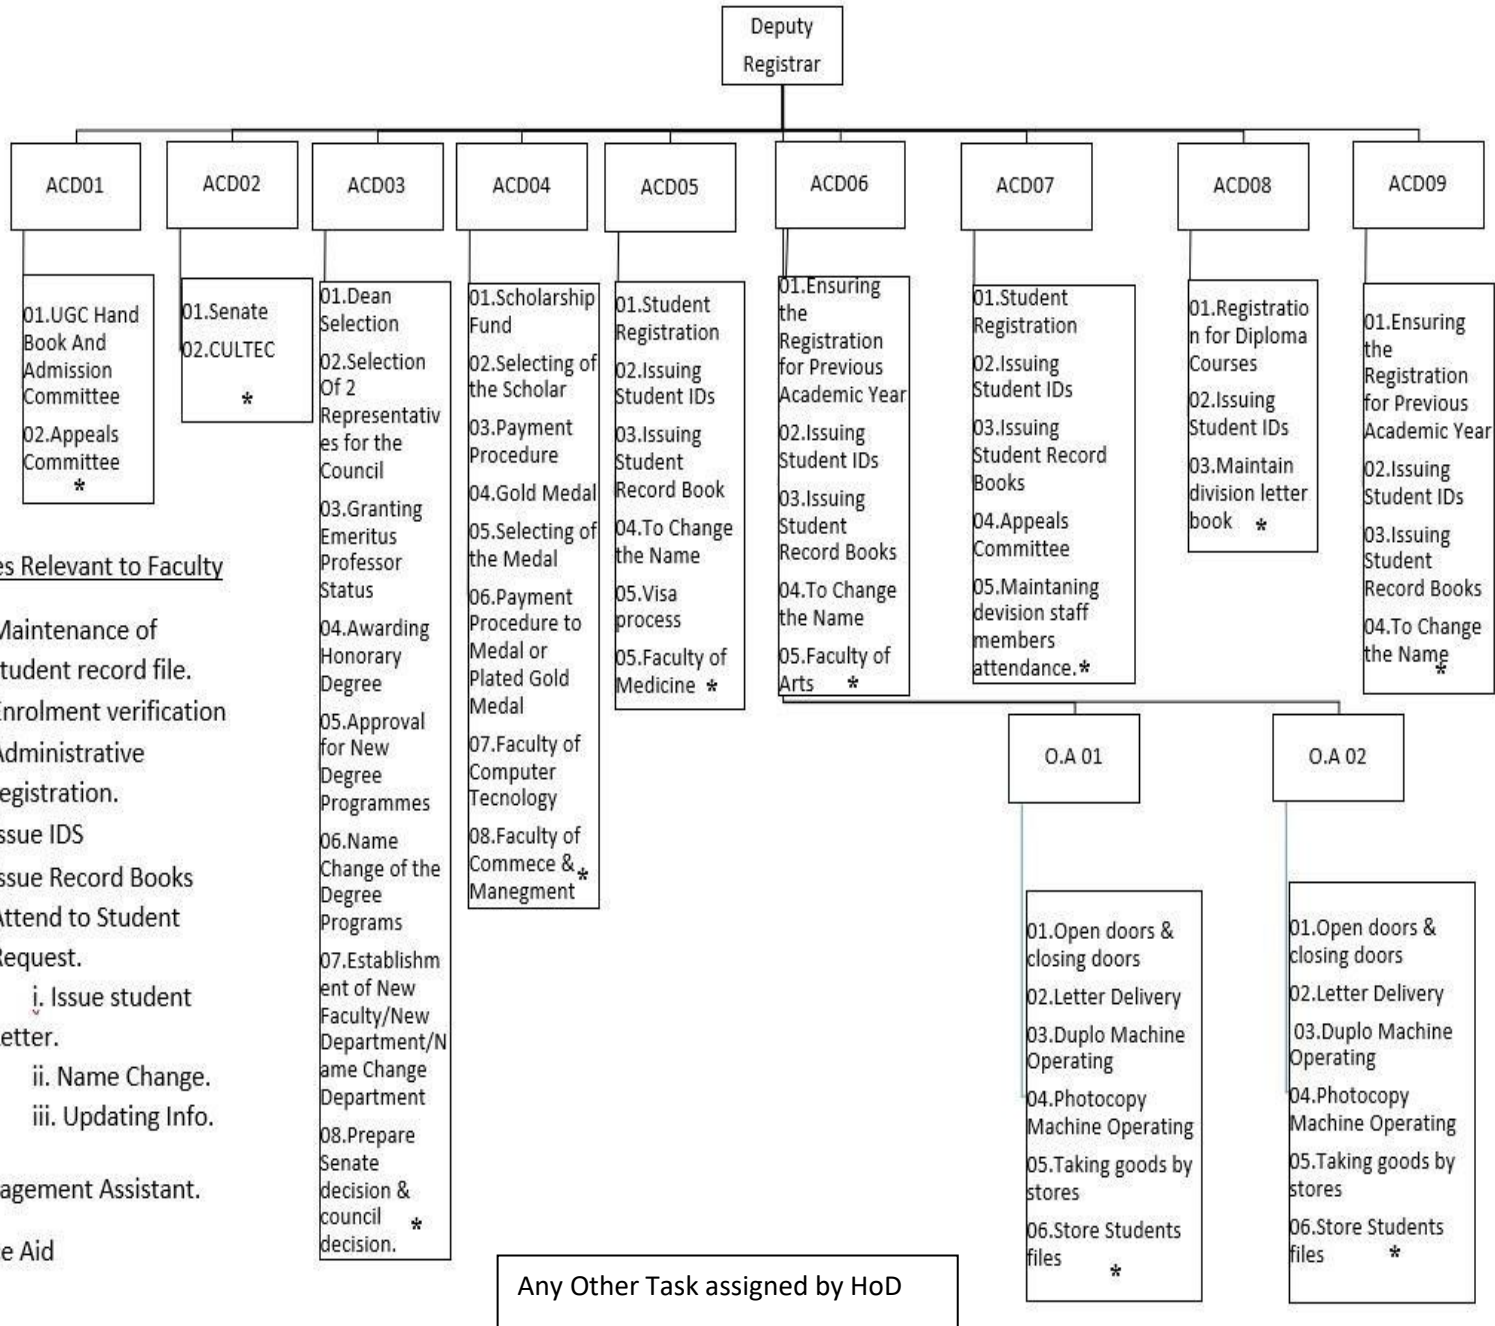 Deputy
Registrar
ACD01
ACD02
ACD03
ACD04
ACD05
ACD06
ACD07
ACD08
ACD09
01.UGC Hand
Book And
Admission
Committee
02.Appeals
Committee
*
01.Senate
02.CULTEC
*
01.Dean
Selection
02.Selection
Of 2
Representativ
es for the
Council
03.Granting
Emeritus
Professor
Status
04.Awarding
Honorary
Degree
05.Approval
for New
Degree
Programmes
06.Name
Change of the
Degree
Programs
07.Establishm
ent of New
Faculty/New
Department/N
ame Change
Department
08.Prepare
Senate
decision &
council *
decision.
01.Scholarship
Fund
02.Selecting of
the Scholar
03.Payment
Procedure
04.Gold Medal
05.Selecting of
the Medal
06.Payment
Procedure to
Medal or
Plated Gold
Medal
07.Faculty of
Computer
Tecnology
08.Faculty of
Commece & *
Manegment
01.Student
Registration
02.Issuing
Student IDs
03.Issuing
Student
Record Book
04.To Change
the Name
05.Visa
process
05.Faculty of
Medicine *
01.Ensuring
the
Registration
for Previous
Academic Year
02.Issuing
Student IDs
03.Issuing
Student
Record Books
04.To Change
the Name
05.Faculty of
Arts *
01.Student
Registration
02.Issuing
Student IDs
03.Issuing
Student Record
Books
04.Appeals
Committee
05.Maintaning
devision staff
members
attendance.*
01.Registratio
n for Diploma
Courses
02.Issuing
Student IDs
03.Maintain
division letter
book *
01.Ensuring
the
Registration
for Previous
Academic Year
02.Issuing
Student IDs
03.Issuing
Student
Record Books
04.To Change
the Name
*
es Relevant to Faculty
Maintenance of
tudent record file.
Enrolment verification
Administrative
egistration.
ssue IDS
ssue Record Books
Attend to Student
Request.
i. Issue student
etter.
ii. Name Change.
iii. Updating Info.
agement Assistant.
e Aid
O.A 01
O.A 02
01.Open doors &
closing doors
02.Letter Delivery
03.Duplo Machine
Operating
04.Photocopy
Machine Operating
05.Taking goods by
stores
06.Store Students
files
*
01.Open doors &
closing doors
02.Letter Delivery
03.Duplo Machine
Operating
04.Photocopy
Machine Operating
05.Taking goods by
stores
06.Store Students
files *
Any Other Task assigned by HoD